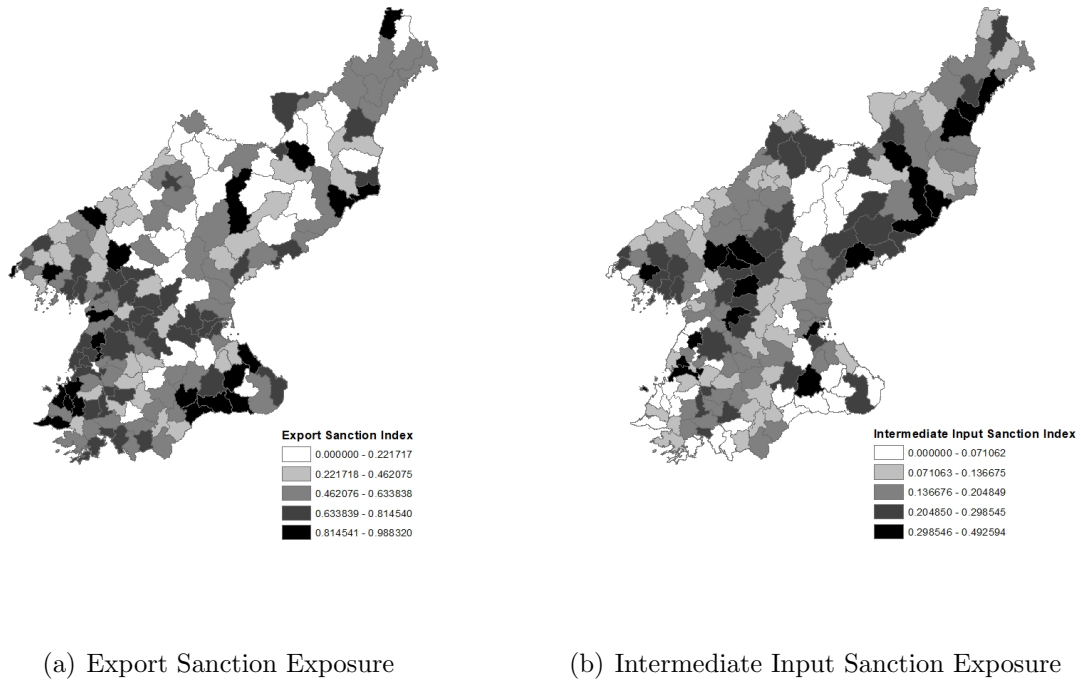 Export Sanction Index
0.000000 - 0.221717
0.221718 - 0.462075
0.462076 - 0.633838
0.633839 - 0.814540
0.814541 - 0.988320
Intermediate Input Sanction Index
0.000000 - 0.071062
0.071063 - 0.136675
0.136676 - 0.204849
0.204850 - 0.298545
0.298546 - 0.492594
(a) Export Sanction Exposure
(b) Intermediate Input Sanction Exposure